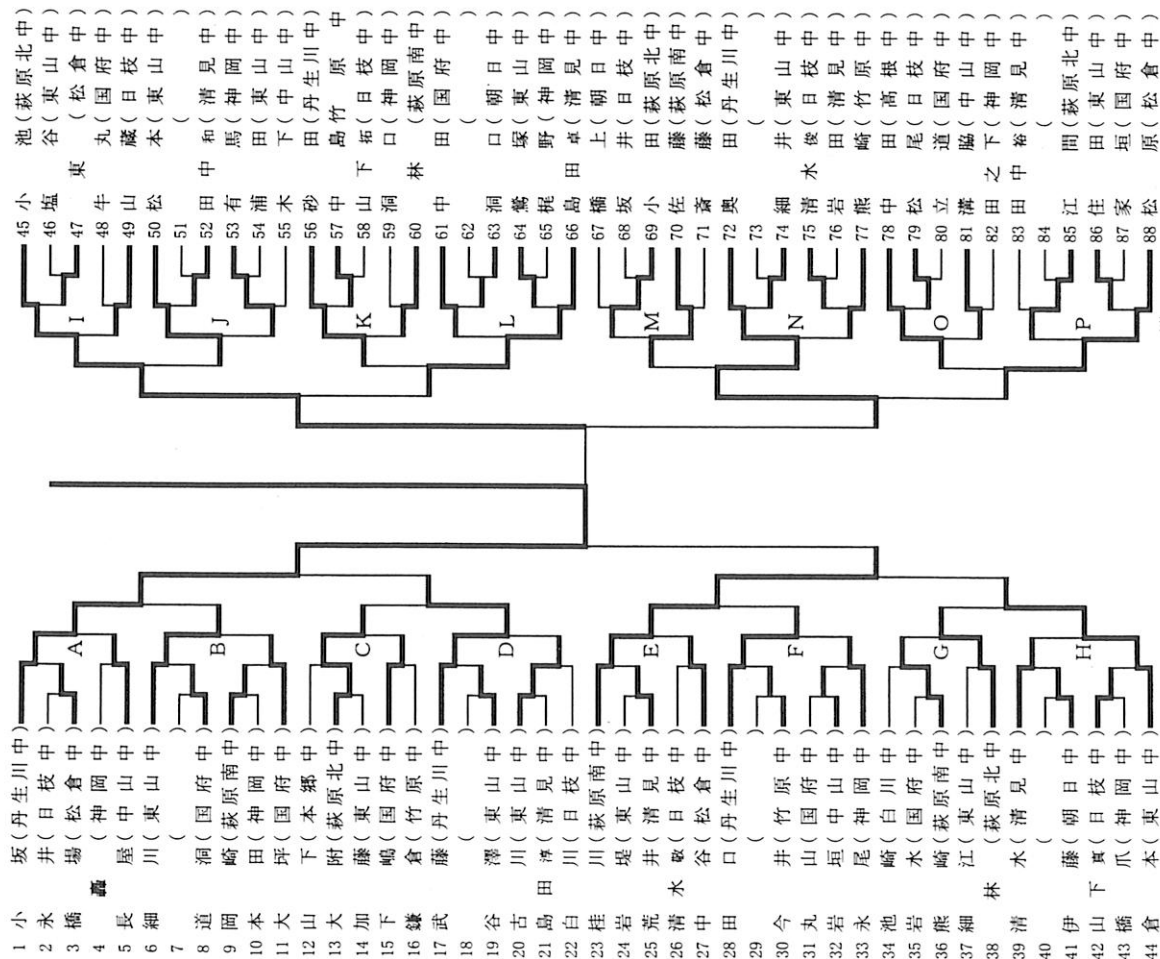 1 小坂(丹生川中)
2 永井(日枝中)
3 橋場(松倉中)
4 轟(神岡中)
5 長屋(中山中)
6 細川(東山中)
7 ( )
8 道洞(国府中)
9 岡崎(萩原南中)
10 本田(神岡中)
11 大坪(国府中)
12 山下(本郷中)
13 大附(萩原北中)
14 加藤(東山中)
15 下嶋(国府中)
16 鎌倉(竹原中)
17 武藤(丹生川中)
18 ( )
19 谷澤(東山中)
20 古川(東山中)
21 島田淳(清見中)
22 白川(日枝中)
23 桂川(萩原南中)
24 岩堤(東山中)
25 荒井(清見中)
26 清水敬(日枝中)
27 中谷(松倉中)
28 田口(丹生川中)
29 ( )
30 今井(竹原中)
31 丸山(国府中)
32 岩垣(中山中)
33 永尾(神岡中)
34 池崎(白川中)
35 岩水(国府中)
36 熊崎(萩原南中)
37 細江(東山中)
38 林(萩原北中)
39 清水(清見中)
40 ( )
41 伊藤(朝日中)
42 山下真(日枝中)
43 橋爪(神岡中)
44 倉本(東山中)
A
B
C
D
E
F
G
H
45 小池(萩原北中)
46 塩谷(東山中)
47 東(松倉中)
48 牛丸(国府中)
49 山蔵(日枝中)
50 松本(東山中)
51 ( )
52 田中和(清見中)
53 有馬(神岡中)
54 浦田(東山中)
55 木下(中山中)
56 砂田(丹生川中)
57 中島(竹原中)
58 山下拓(日枝中)
59 洞口(神岡中)
60 林(萩原南中)
61 中田(国府中)
62 ( )
63 洞口(朝日中)
64 鶯塚(東山中)
65 梶野(神岡中)
66 島田卓(清見中)
67 橋上(朝日中)
68 坂井(日枝中)
69 小田(萩原北中)
70 佐藤(萩原南中)
71 斎藤(松倉中)
72 奥田(丹生川中)
73 ( )
74 細井(東山中)
75 清水俊(日枝中)
76 岩田(清見中)
77 熊崎(竹原中)
78 中田(高根中)
79 松尾(日枝中)
80 立道(国府中)
81 溝脇(中山中)
82 田之下(神岡中)
83 田中裕(清見中)
84 ( )
85 江間(萩原北中)
86 住田(東山中)
87 家垣(国府中)
88 松原(松倉中)
I
J
K
L
M
N
O
P